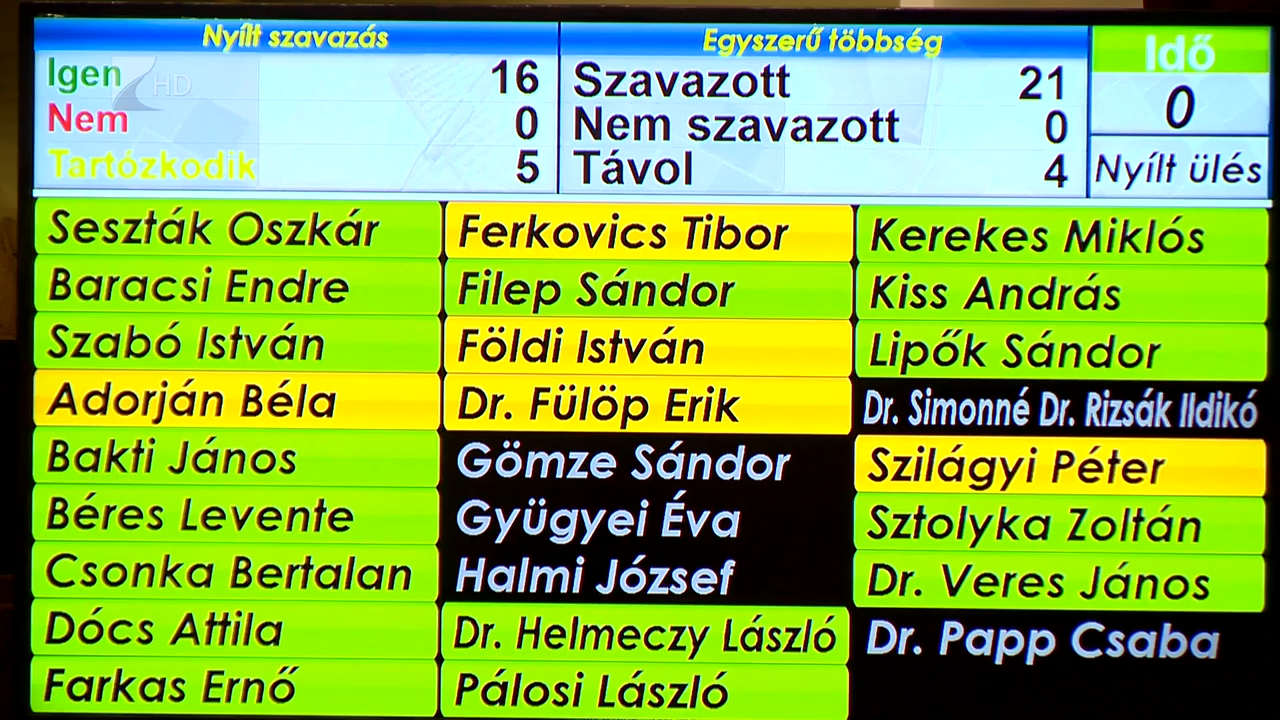 Nyílt szavazás
Egyszerű többség
Idő
0
Nyílt ülés
Igen 16
Nem 0
Tartózkodik 5
Szavazott 21
Nem szavazott 0
Távol 4
HD
Seszták Oszkár
Baracsi Endre
Szabó István
Adorján Béla
Bakti János
Béres Levente
Csonka Bertalan
Dócs Attila
Farkas Ernő
Ferkovics Tibor
Filep Sándor
Földi István
Dr. Fülöp Erik
Gömze Sándor
Gyügyei Éva
Halmi József
Dr. Helmeczy László
Pálosi László
Kerekes Miklós
Kiss András
Lipők Sándor
Dr. Simonné Dr. Rizsák Ildikó
Szilágyi Péter
Sztolyka Zoltán
Dr. Veres János
Dr. Papp Csaba